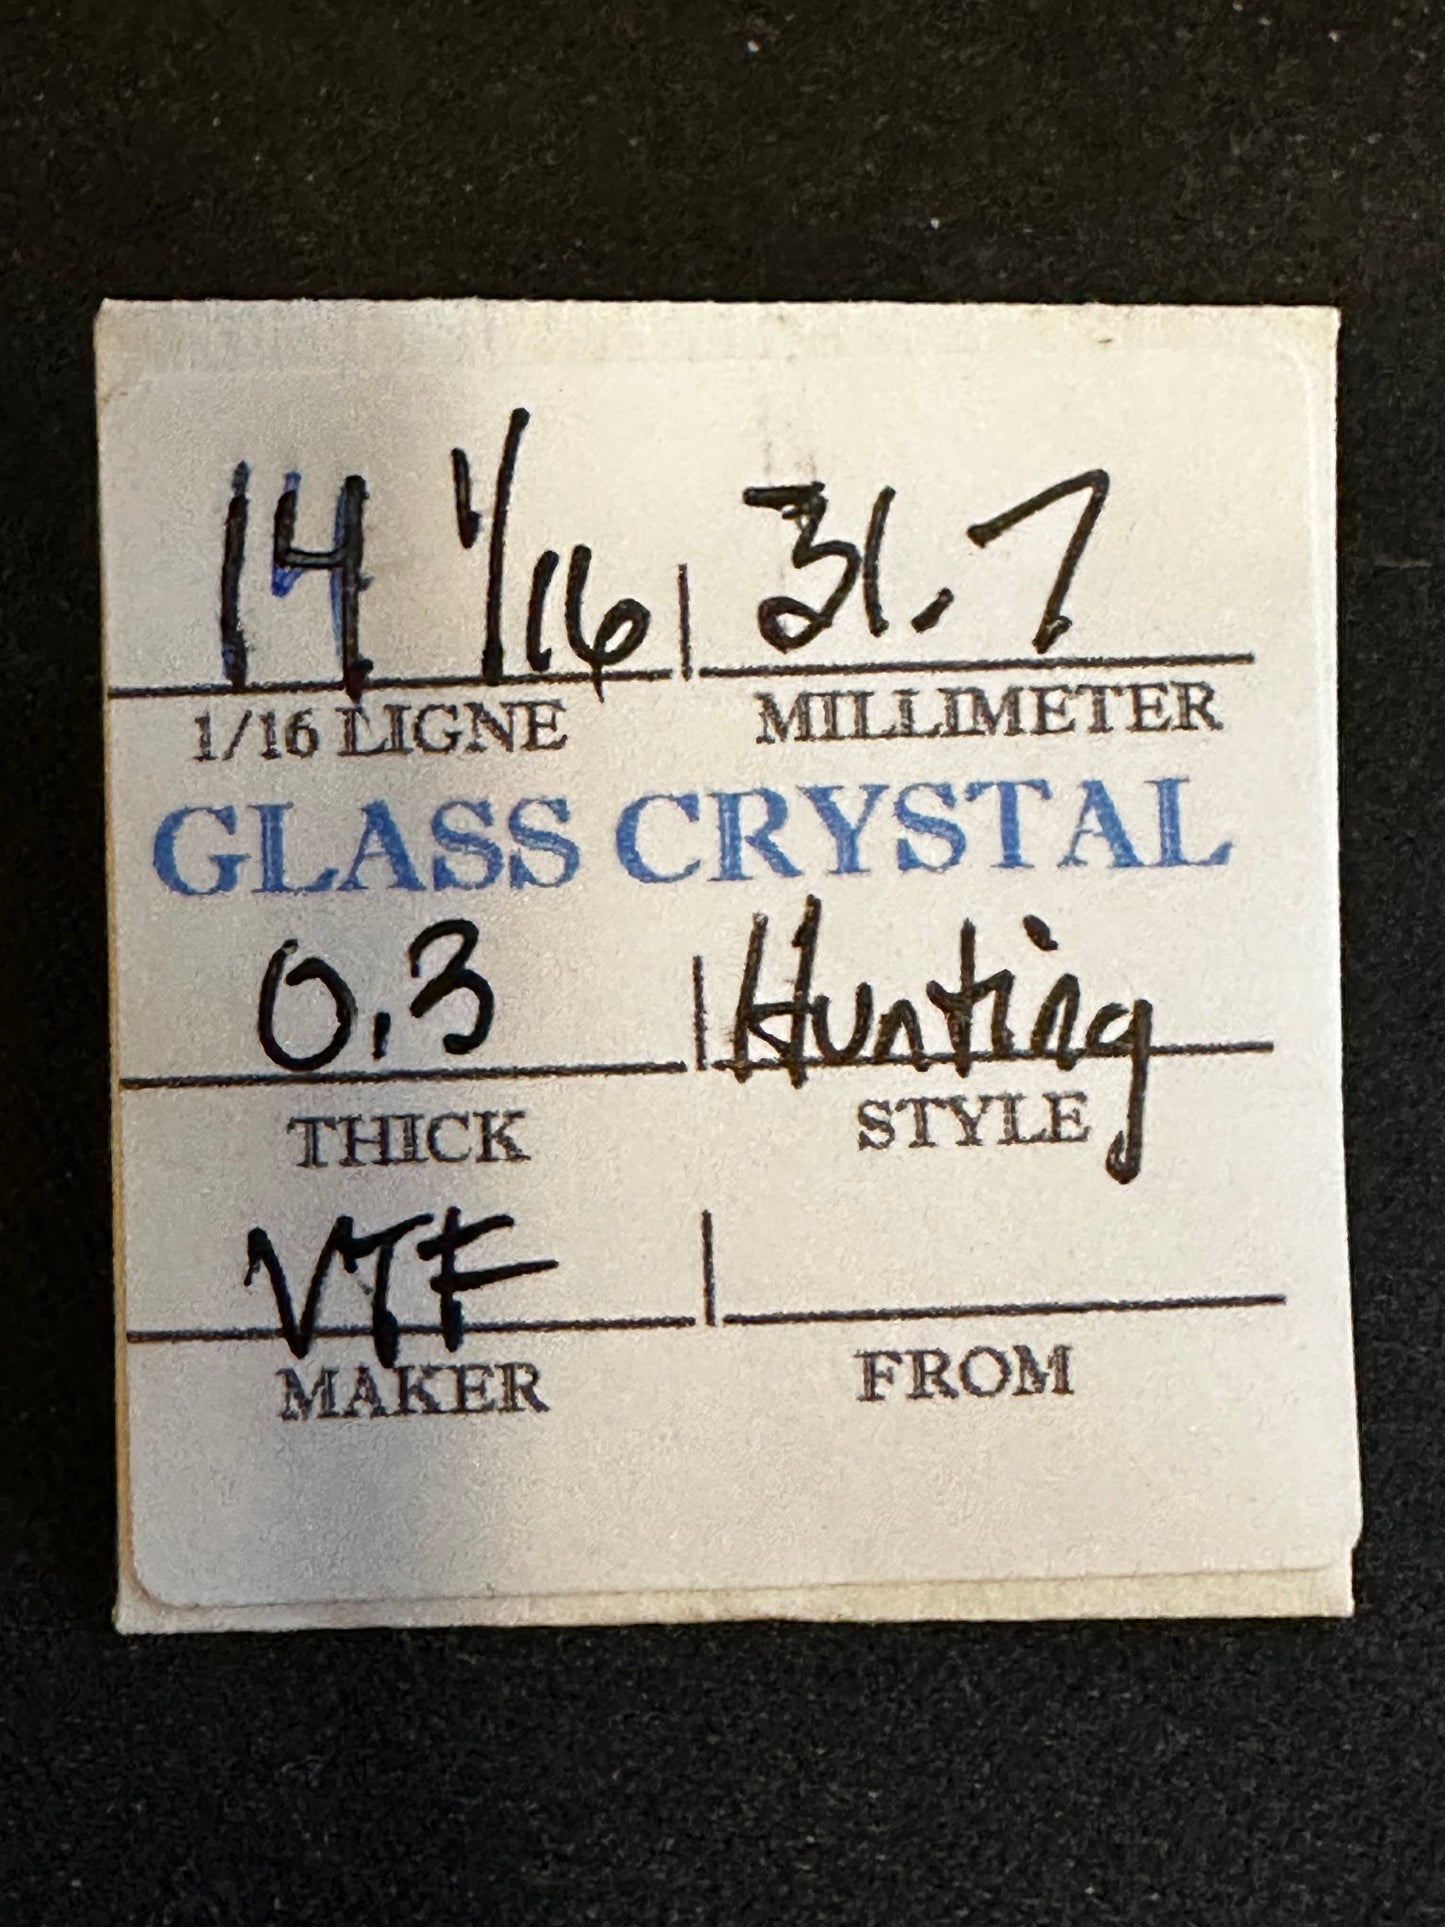 14 1/16 31.7
1/16 LIGNE MILLIMETER
GLASS CRYSTAL
0.3 Hunting
THICK STYLE
VTF
MAKER FROM